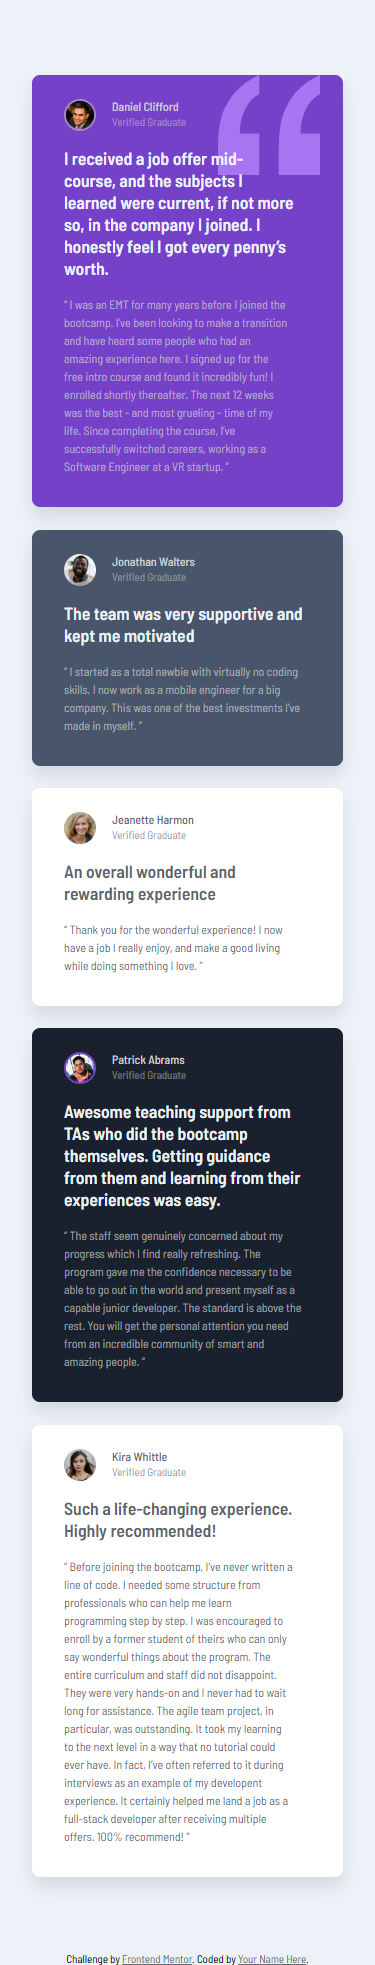 Daniel Clifford
Verified Graduate
I received a job offer mid-
course, and the subjects I
learned were current, if not more
so, in the company I joined. I
honestly feel I got every penny’s
worth.
“ I was an EMT for many years before I joined the
bootcamp. I’ve been looking to make a transition
and have heard some people who had an
amazing experience here. I signed up for the
free intro course and found it incredibly fun! I
enrolled shortly thereafter. The next 12 weeks
was the best - and most grueling - time of my
life. Since completing the course, I’ve
successfully switched careers, working as a
Software Engineer at a VR startup. ”
Jonathan Walters
Verified Graduate
The team was very supportive and
kept me motivated
“ I started as a total newbie with virtually no coding
skills. I now work as a mobile engineer for a big
company. This was one of the best investments I’ve
made in myself. ”
Jeanette Harmon
Verified Graduate
An overall wonderful and
rewarding experience
“ Thank you for the wonderful experience! I now
have a job I really enjoy, and make a good living
while doing something I love. ”
Patrick Abrams
Verified Graduate
Awesome teaching support from
TAs who did the bootcamp
themselves. Getting guidance
from them and learning from their
experiences was easy.
“ The staff seem genuinely concerned about my
progress which I find really refreshing. The
program gave me the confidence necessary to be
able to go out in the world and present myself as a
capable junior developer. The standard is above the
rest. You will get the personal attention you need
from an incredible community of smart and
amazing people. ”
Kira Whittle
Verified Graduate
Such a life-changing experience.
Highly recommended!
“ Before joining the bootcamp, I’ve never written a
line of code. I needed some structure from
professionals who can help me learn
programming step by step. I was encouraged to
enroll by a former student of theirs who can only
say wonderful things about the program. The
entire curriculum and staff did not disappoint.
They were very hands-on and I never had to wait
long for assistance. The agile team project, in
particular, was outstanding. It took my learning
to the next level in a way that no tutorial could
ever have. In fact, I’ve often referred to it during
interviews as an example of my developent
experience. It certainly helped me land a job as a
full-stack developer after receiving multiple
offers. 100% recommend! ”
Challenge by Frontend Mentor. Coded by Your Name Here.